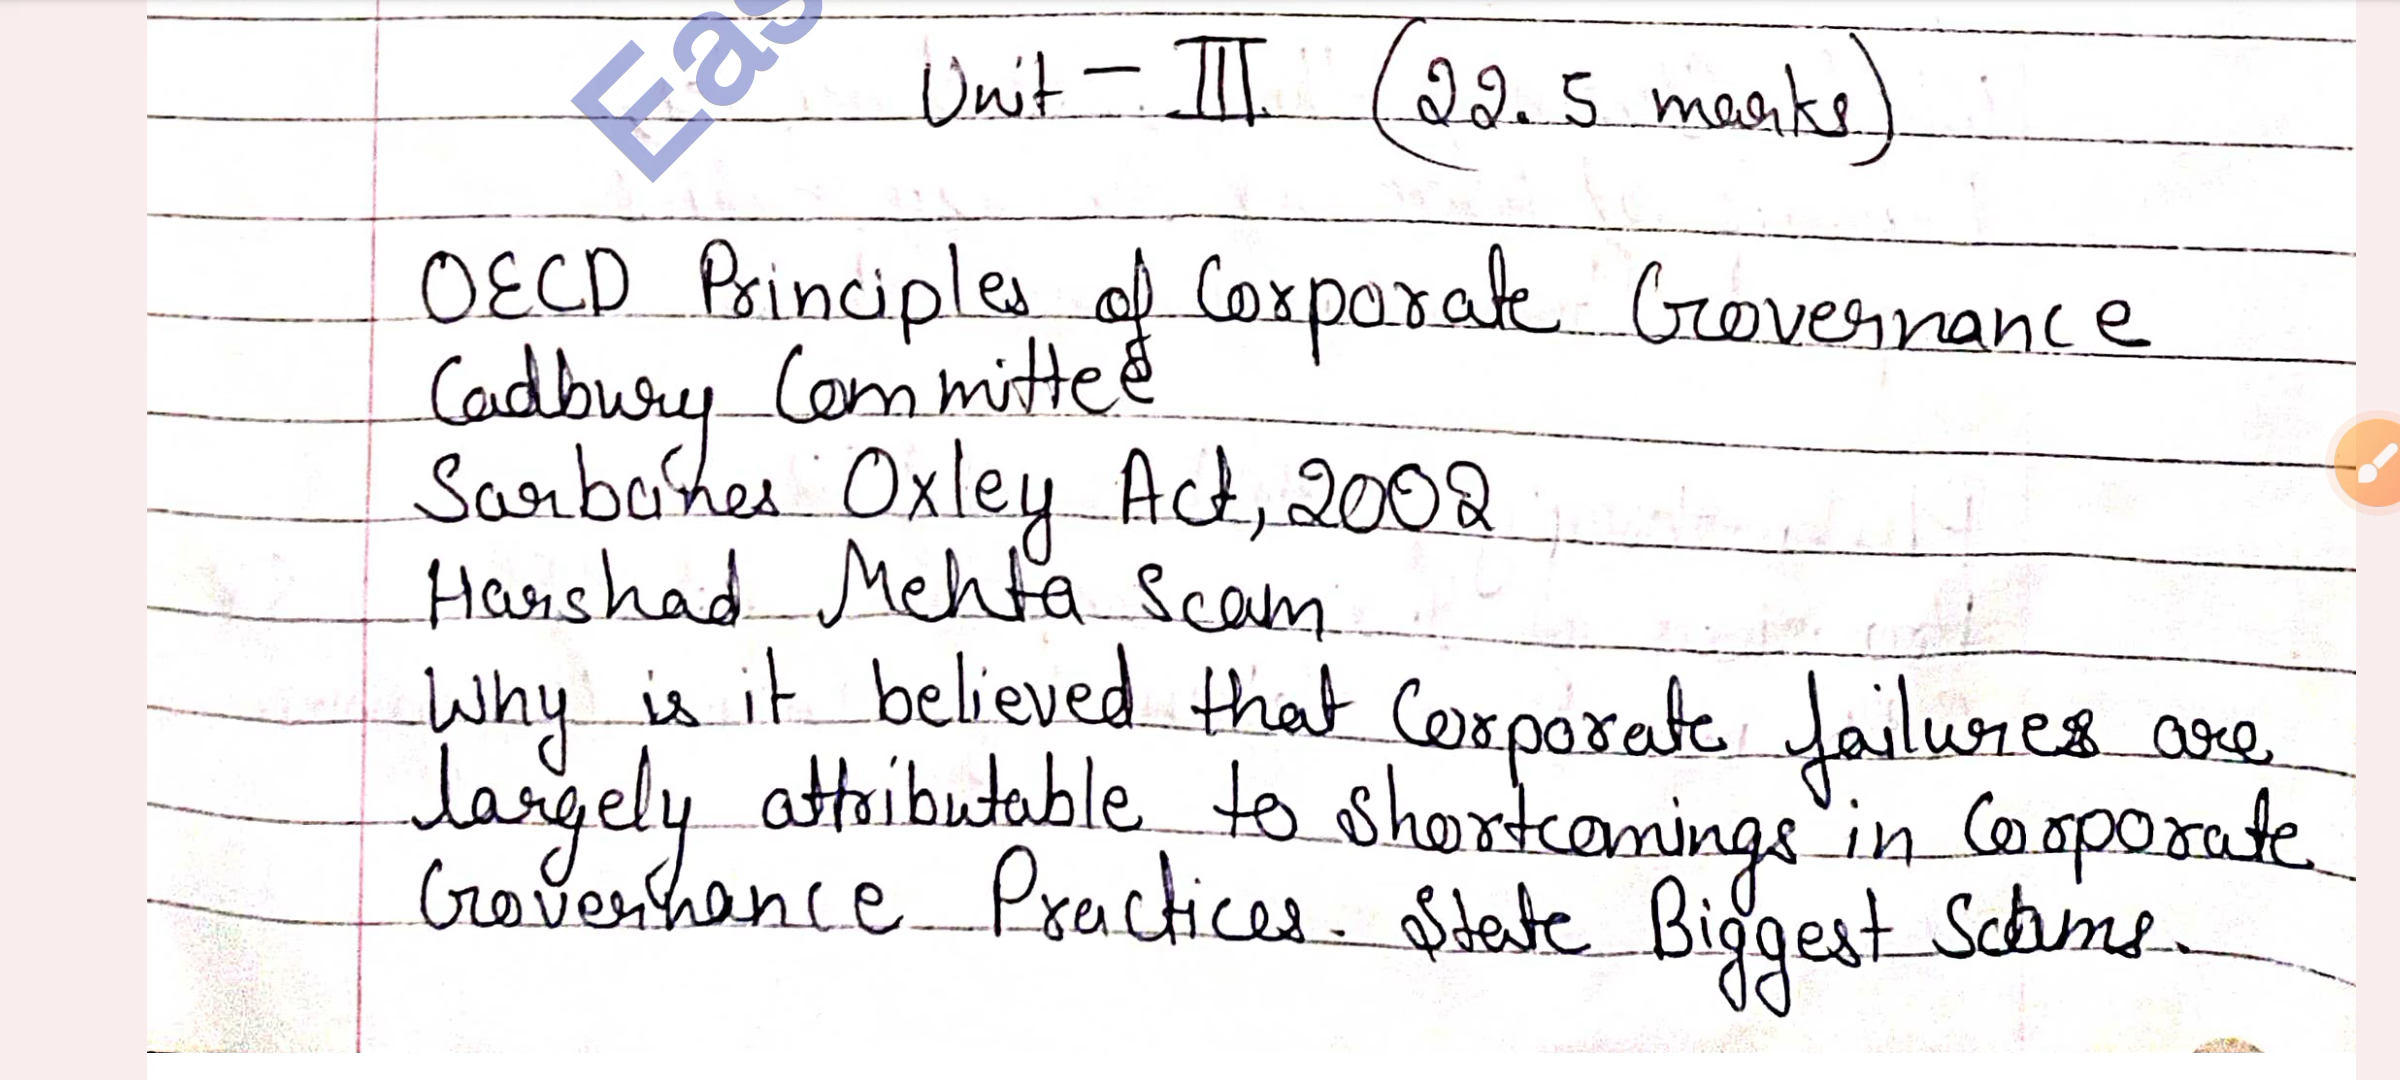 Eas
Unit - III (22.5 marks)
OECD Principles of Corporate Governance
Cadbury Committee
Sarbanes Oxley Act, 2002
Harshad Mehta Scam
Why is it believed that Corporate failures are
largely attributable to shortcomings in Corporate
Governance Practices. State Biggest Scams.